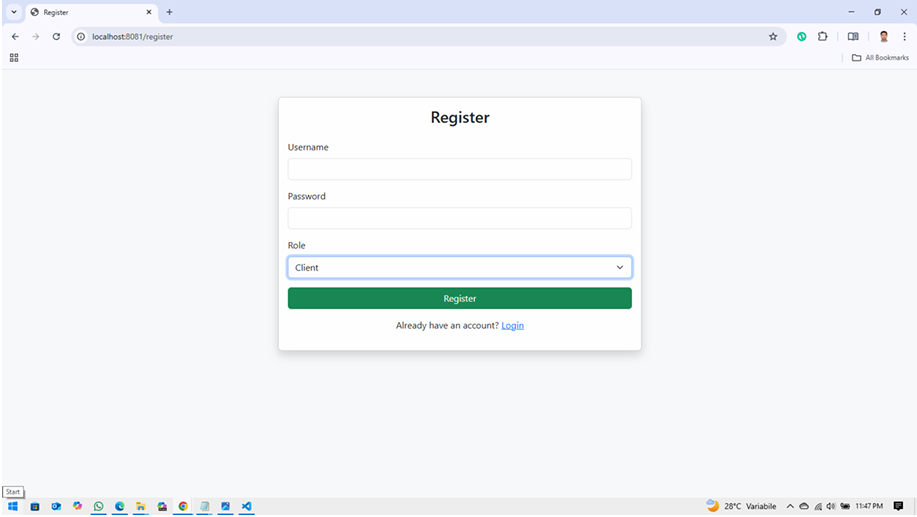 Register
localhost:8081/register
All Bookmarks
Register
Username
Password
Role
Client
Register
Already have an account? Login
Start
28°C Variabile
11:47 PM